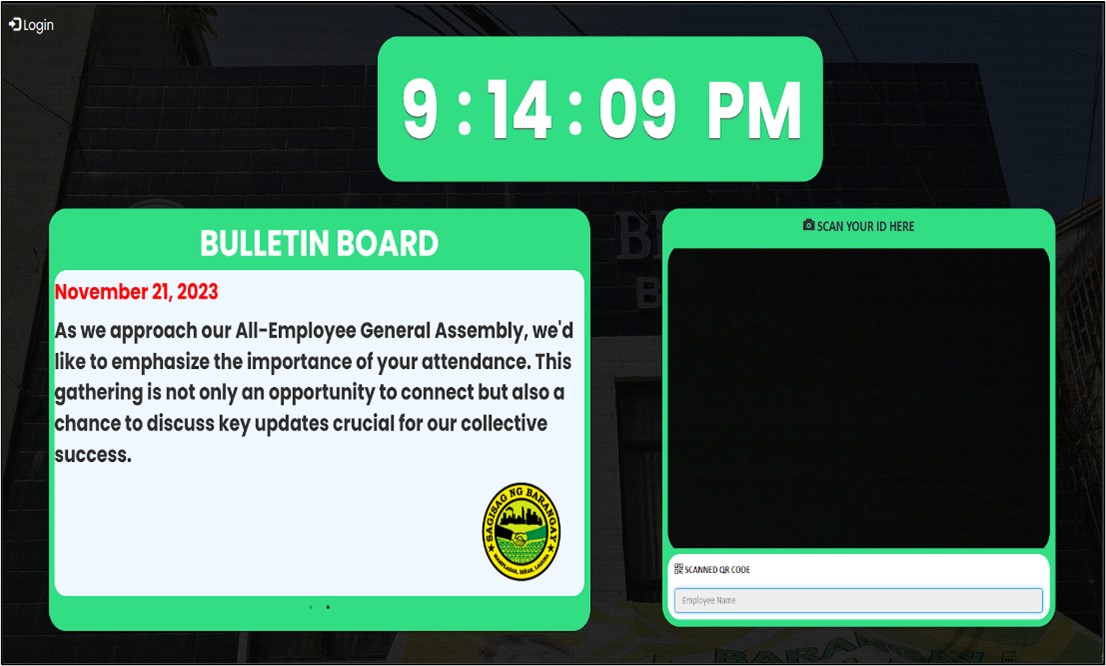 Login
9 : 14 : 09 PM
BULLETIN BOARD
November 21, 2023
As we approach our All-Employee General Assembly, we'd
like to emphasize the importance of your attendance. This
gathering is not only an opportunity to connect but also a
chance to discuss key updates crucial for our collective
success.
SAGISAG NG BARANGAY
SCAN YOUR ID HERE
SCANNED QR CODE
Employee Name
BARANGAY